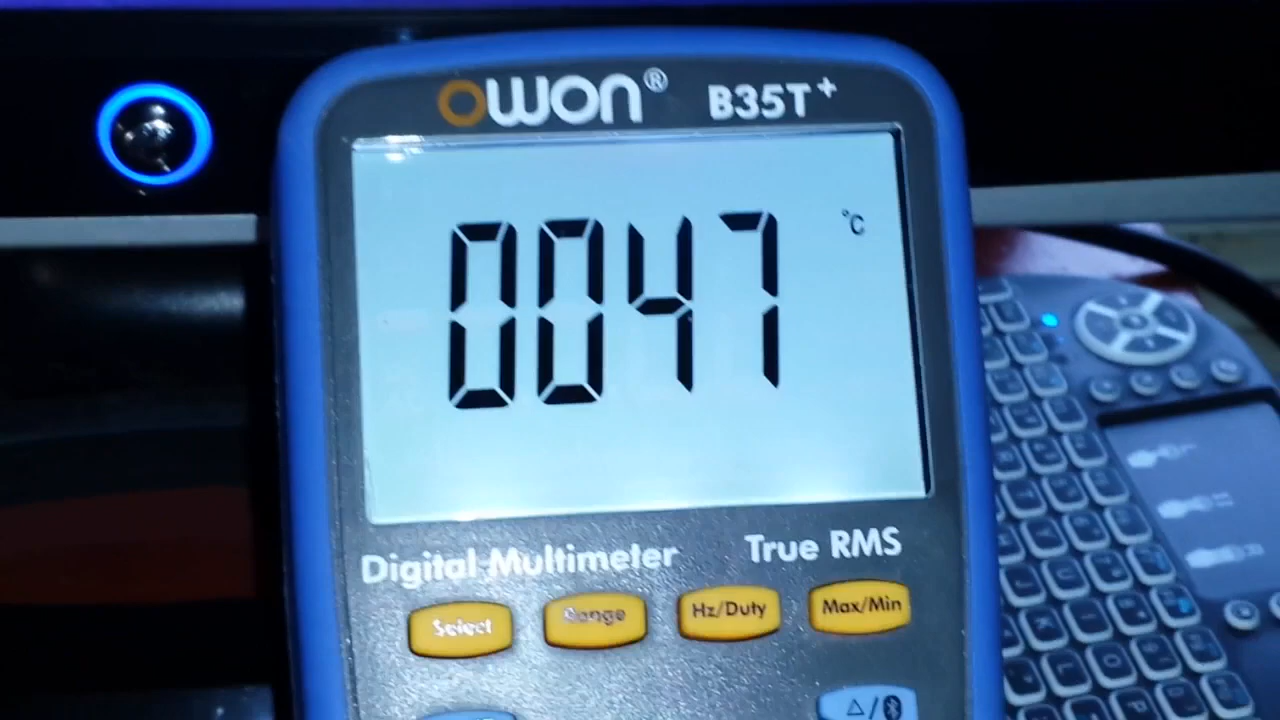 OWON® B35T+
0047 °C
Digital Multimeter True RMS
Select Range Hz/Duty Max/Min
△/